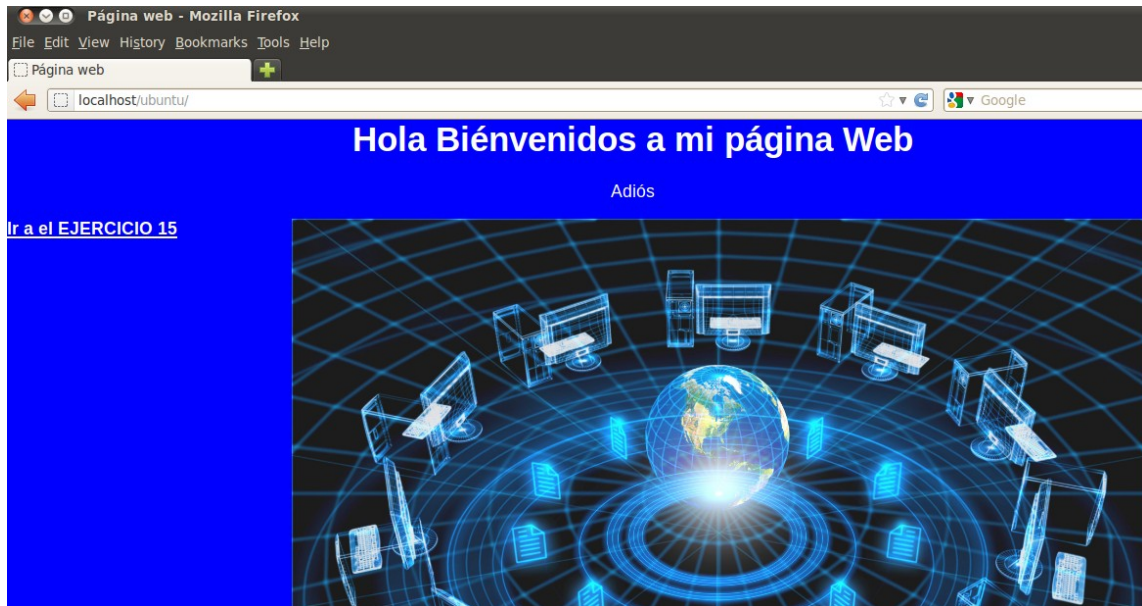 Página web - Mozilla Firefox
File Edit View History Bookmarks Tools Help
Página web
localhost/ubuntu/ Google
Hola Biénvenidos a mi página Web
Adiós
Ir a el EJERCICIO 15